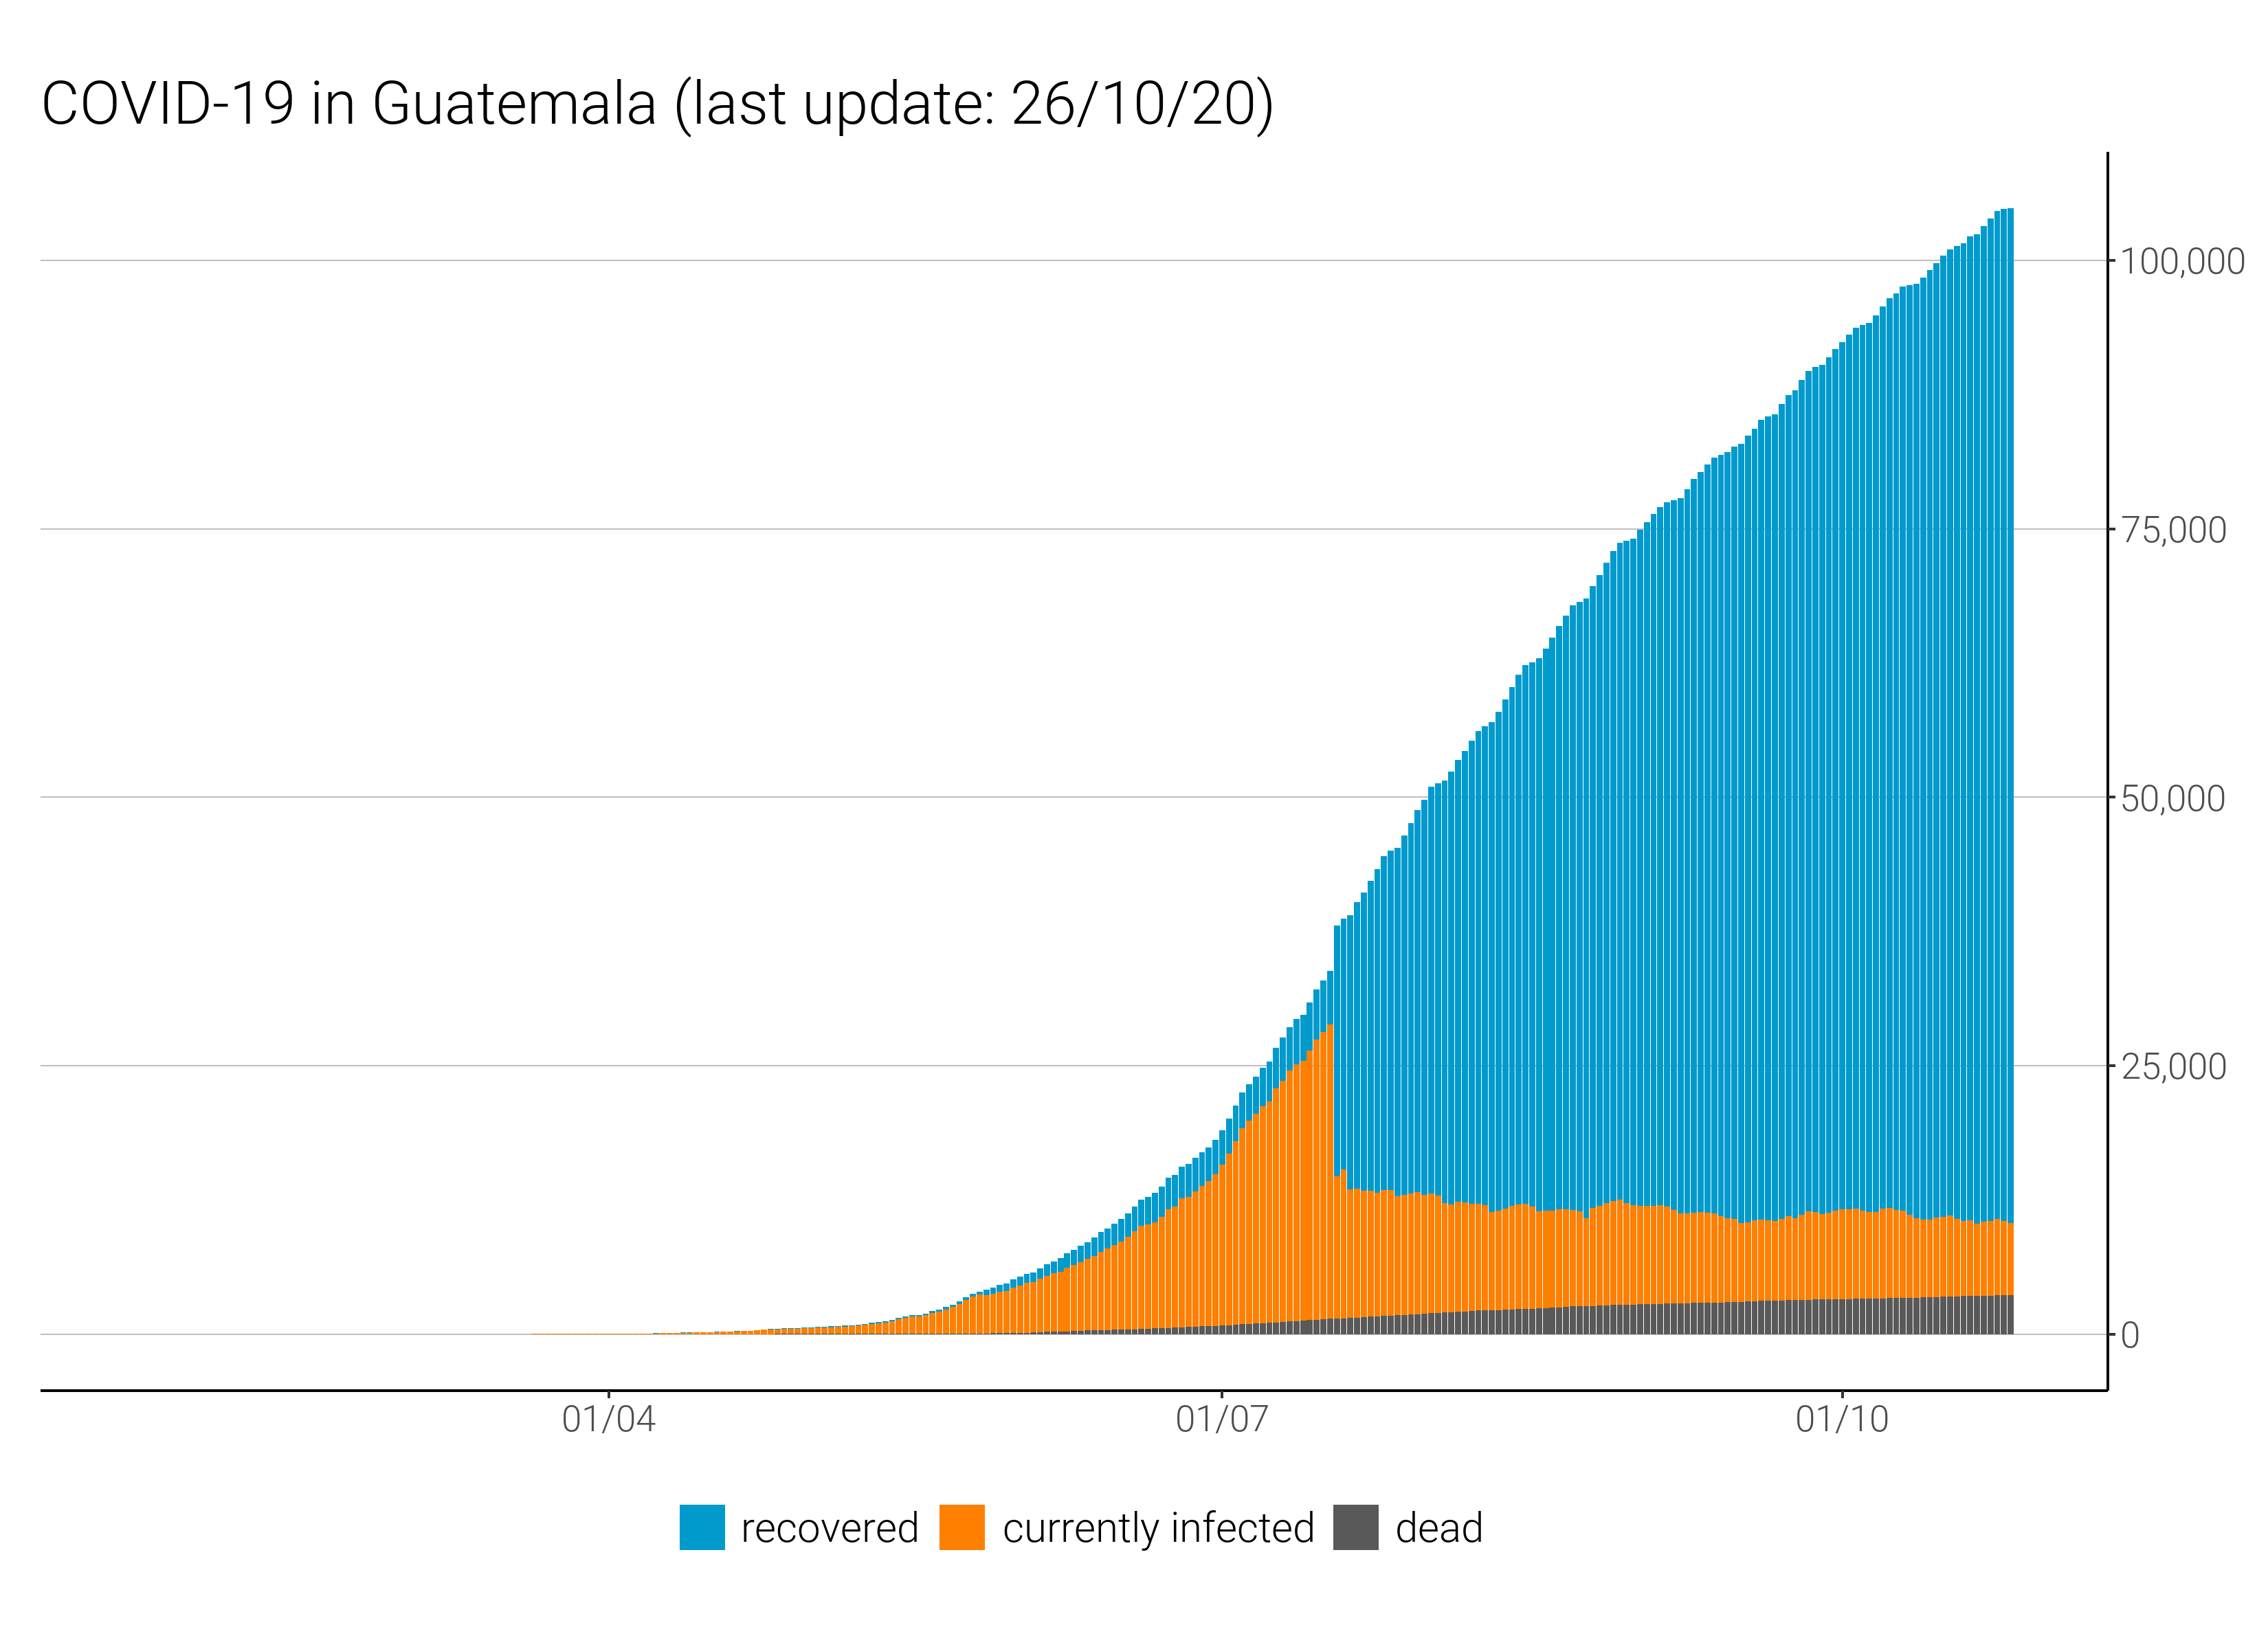 COVID-19 in Guatemala (last update: 26/10/20)
100,000
75,000
50,000
25,000
0
01/04 01/07 01/10
recovered currently infected dead